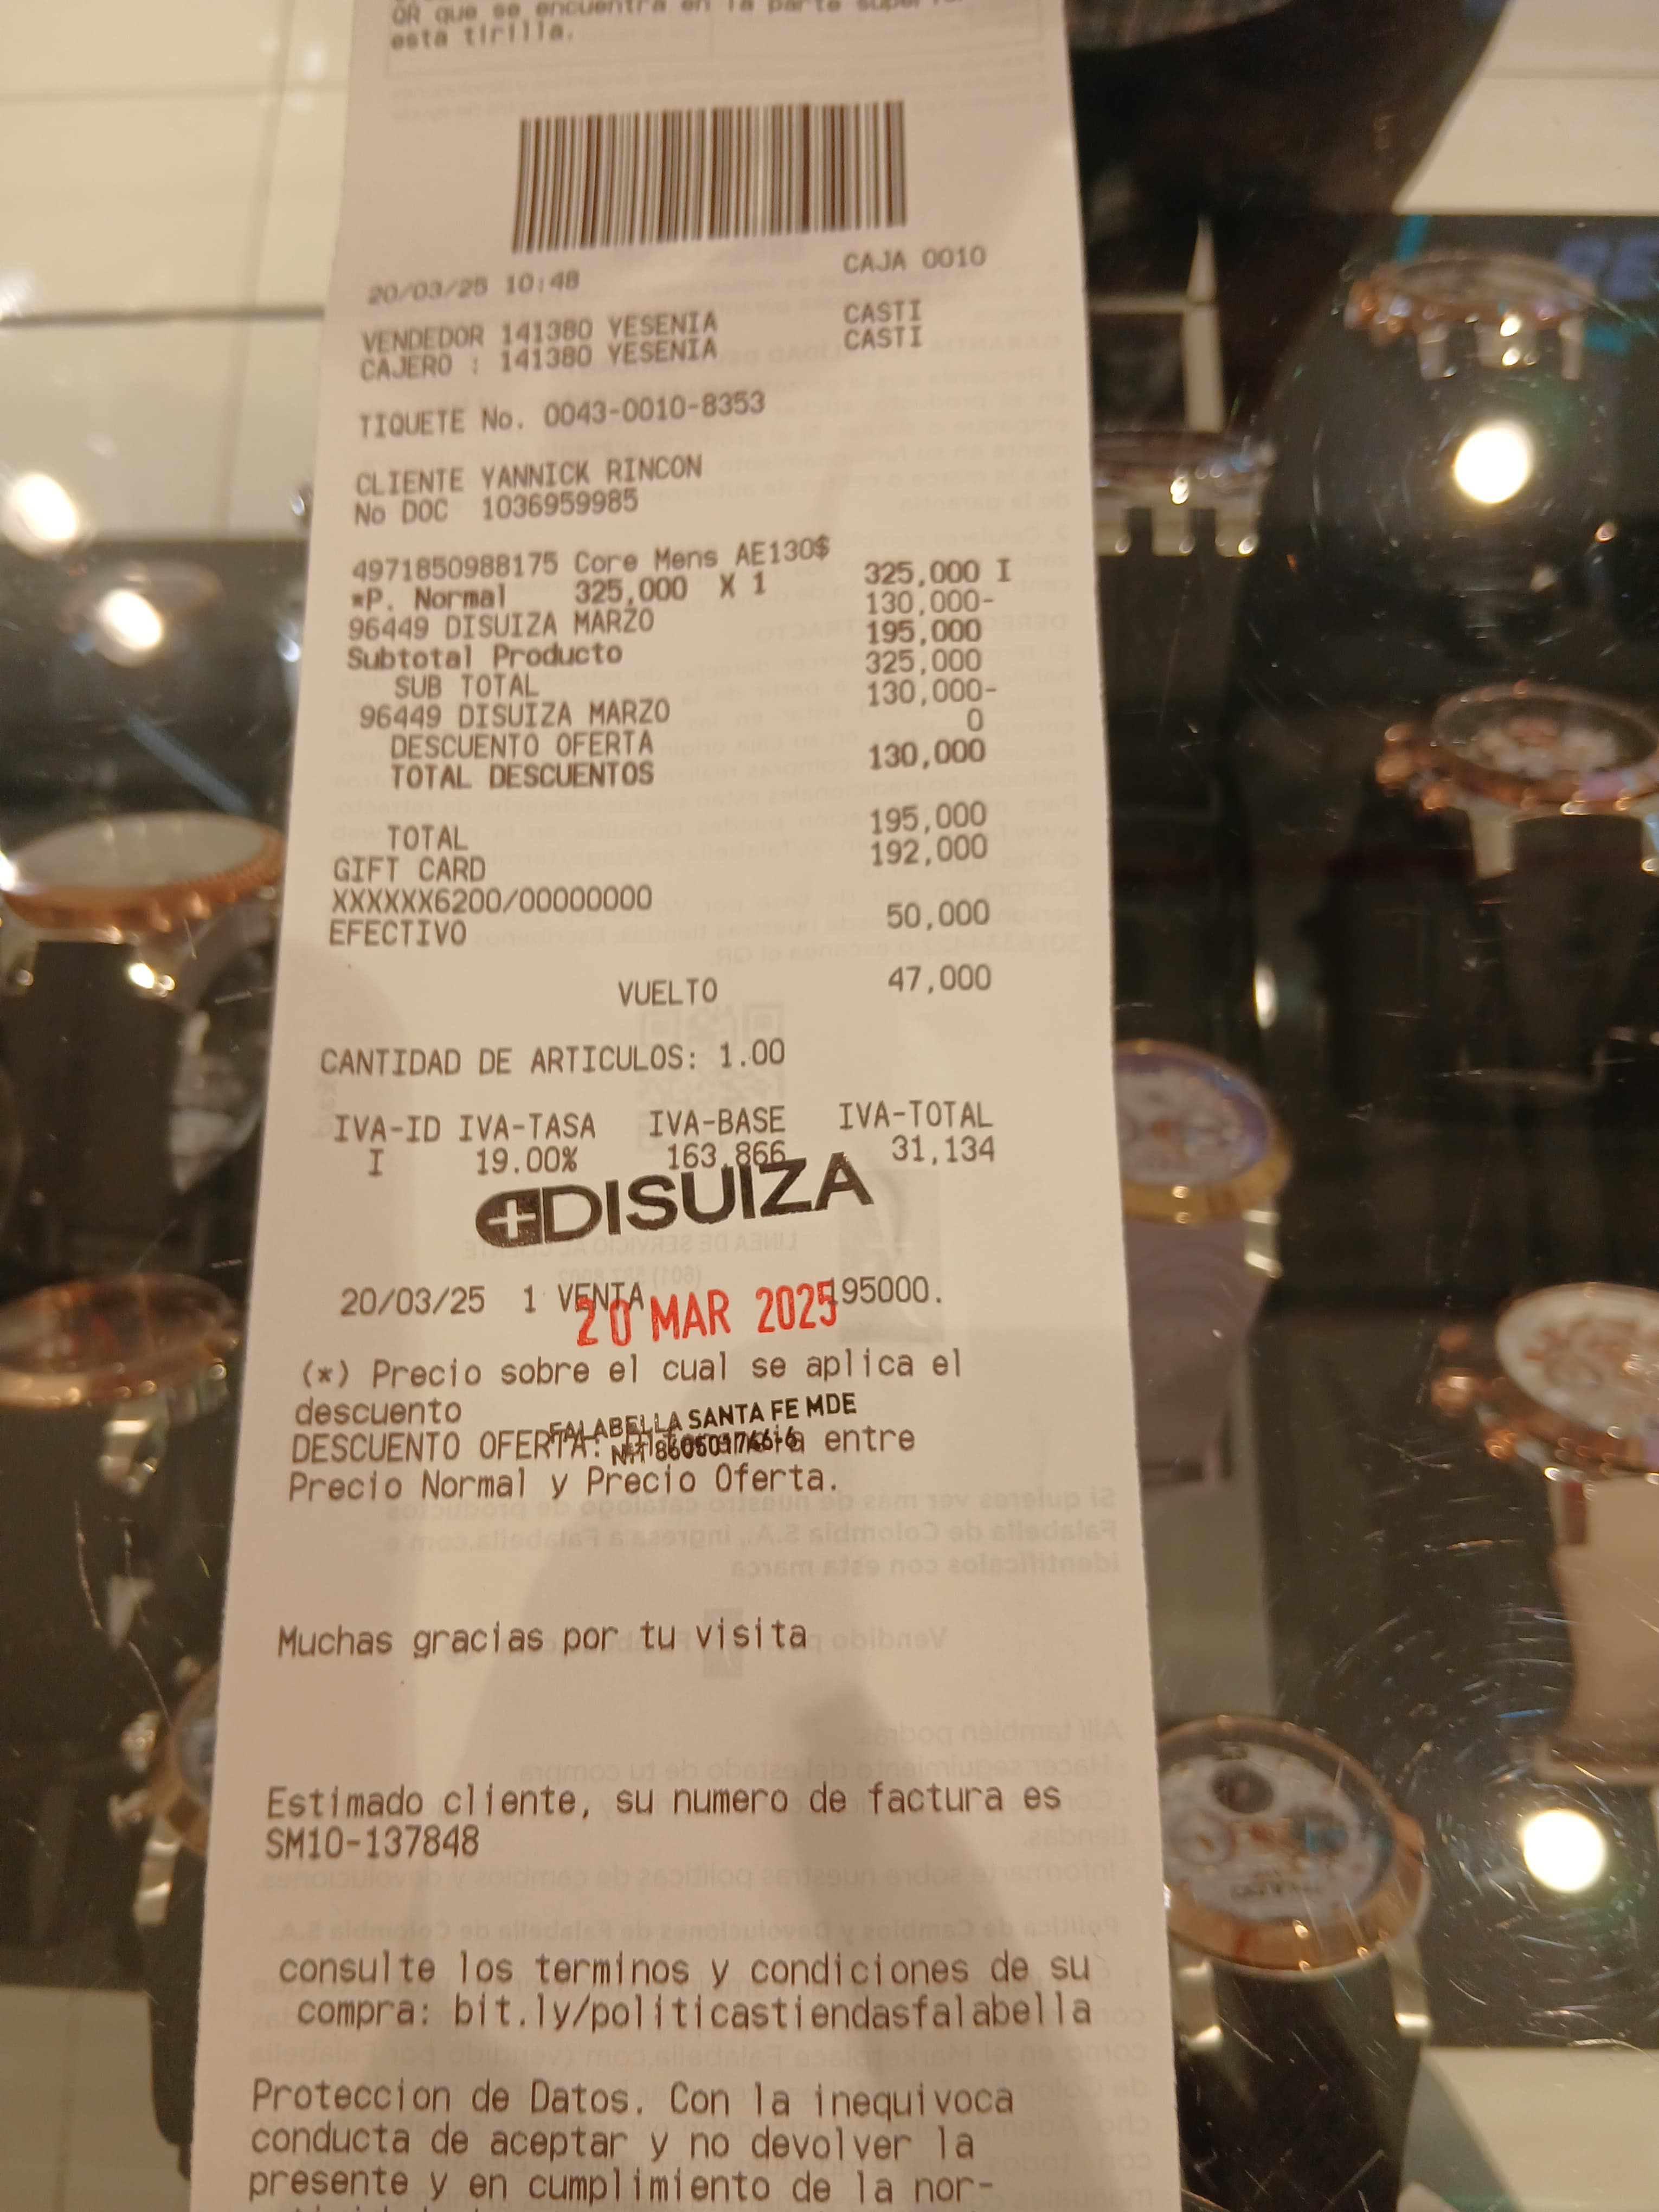 QR que se encuentra en la parte
esta tirilla.
20/03/25 10:48 CAJA 0010
VENDEDOR 141380 YESENIA CASTI
CAJERO : 141380 YESENIA CASTI
TIQUETE No. 0043-0010-8353
CLIENTE YANNICK RINCON
No DOC 1036959985
4971850988175 Core Mens AE130$
*P. Normal 325,000 X 1 325,000 I
96449 DISUIZA MARZO 130,000-
Subtotal Producto 195,000
SUB TOTAL 325,000
96449 DISUIZA MARZO 130,000-
DESCUENTO OFERTA 0
TOTAL DESCUENTOS 130,000
TOTAL 195,000
GIFT CARD 192,000
XXXXXX6200/00000000
EFECTIVO 50,000
VUELTO 47,000
CANTIDAD DE ARTICULOS: 1.00
IVA-ID IVA-TASA IVA-BASE IVA-TOTAL
I 19.00% 163,866 31,134
DISUIZA
20/03/25 1 VENTA 195000.
20 MAR 2025
(*) Precio sobre el cual se aplica el
descuento
FALABELLA SANTA FE MDE
DESCUENTO OFERTA: entre
NIT 860501766-6
Precio Normal y Precio Oferta.
Muchas gracias por tu visita
Estimado cliente, su numero de factura es
SM10-137848
consulte los terminos y condiciones de su
compra: bit.ly/politicastiendasfalabella
Proteccion de Datos. Con la inequivoca
conducta de aceptar y no devolver la
presente y en cumplimiento de la nor-